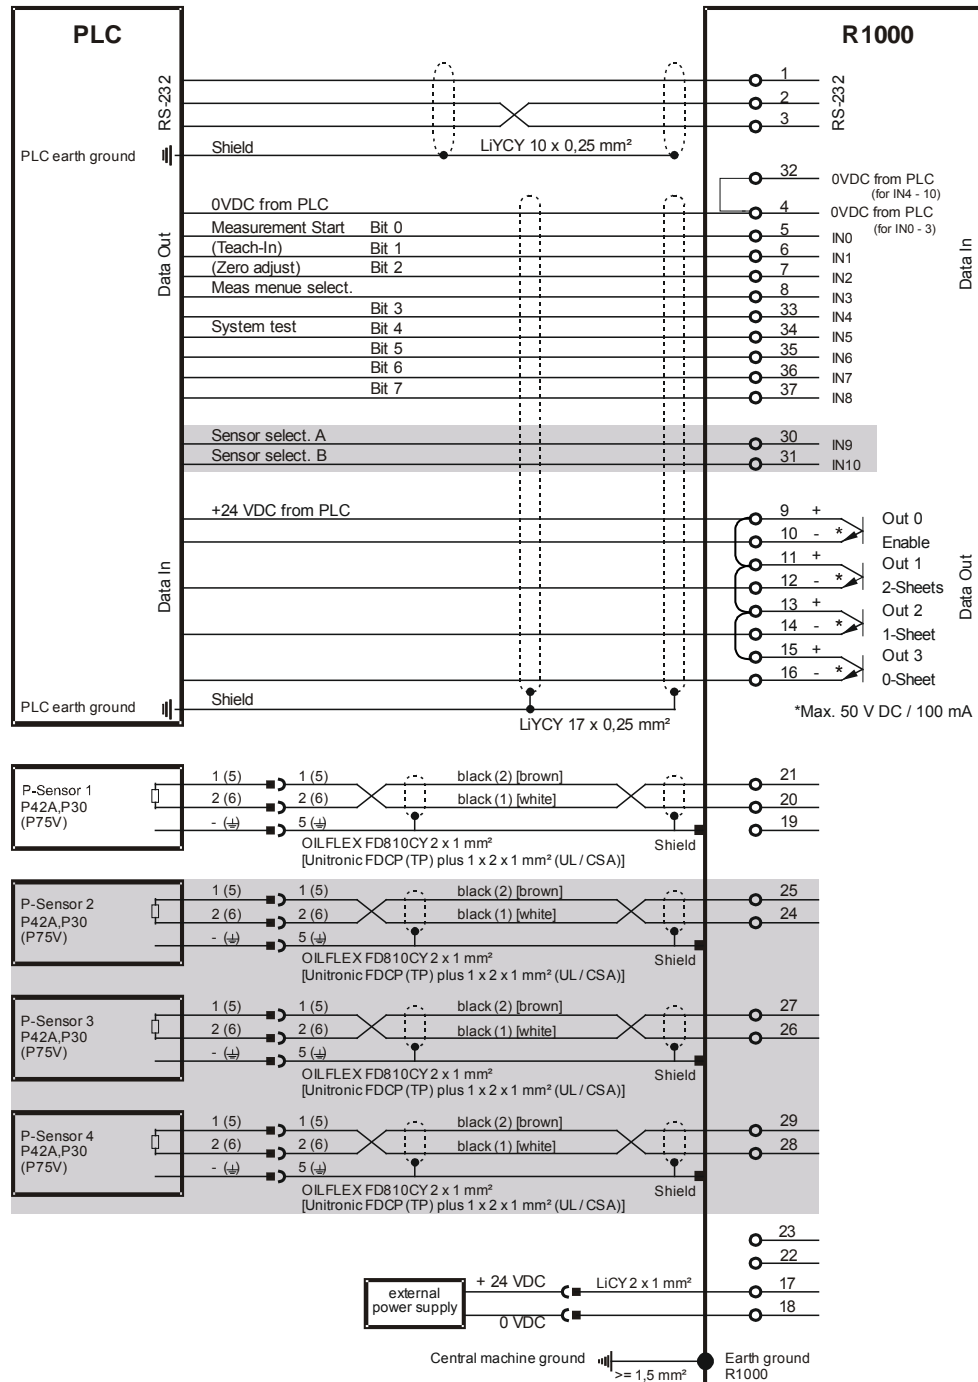 PLC
R1000
RS-232
1
2
3
RS-232
PLC earth ground
Shield
LiYCY 10 x 0,25 mm²
32
0VDC from PLC
(for IN4 - 10)
0VDC from PLC
4
0VDC from PLC
(for IN0 - 3)
Data Out
Data In
Measurement Start Bit 0
5 IN0
(Teach-In) Bit 1
6 IN1
(Zero adjust) Bit 2
7 IN2
Meas menue select.
8 IN3
Bit 3
33 IN4
System test Bit 4
34 IN5
Bit 5
35 IN6
Bit 6
36 IN7
Bit 7
37 IN8
Sensor select. A
30 IN9
Sensor select. B
31 IN10
+24 VDC from PLC
9 + Out 0
10 - * Enable
11 + Out 1
12 - * 2-Sheets
13 + Out 2
14 - * 1-Sheet
15 + Out 3
16 - * 0-Sheet
Data In
Data Out
PLC earth ground
Shield
LiYCY 17 x 0,25 mm²
*Max. 50 V DC / 100 mA
P-Sensor 1
P42A,P30
(P75V)
1 (5) 1 (5) black (2) [brown] 21
2 (6) 2 (6) black (1) [white] 20
- (⏚) 5 (⏚) 19
OILFLEX FD810CY 2 x 1 mm² Shield
[Unitronic FDCP (TP) plus 1 x 2 x 1 mm² (UL / CSA)]
P-Sensor 2
P42A,P30
(P75V)
1 (5) 1 (5) black (2) [brown] 25
2 (6) 2 (6) black (1) [white] 24
- (⏚) 5 (⏚)
OILFLEX FD810CY 2 x 1 mm² Shield
[Unitronic FDCP (TP) plus 1 x 2 x 1 mm² (UL / CSA)]
P-Sensor 3
P42A,P30
(P75V)
1 (5) 1 (5) black (2) [brown] 27
2 (6) 2 (6) black (1) [white] 26
- (⏚) 5 (⏚)
OILFLEX FD810CY 2 x 1 mm² Shield
[Unitronic FDCP (TP) plus 1 x 2 x 1 mm² (UL / CSA)]
P-Sensor 4
P42A,P30
(P75V)
1 (5) 1 (5) black (2) [brown] 29
2 (6) 2 (6) black (1) [white] 28
- (⏚) 5 (⏚)
OILFLEX FD810CY 2 x 1 mm² Shield
[Unitronic FDCP (TP) plus 1 x 2 x 1 mm² (UL / CSA)]
23
22
external
power supply
+ 24 VDC LiCY 2 x 1 mm² 17
0 VDC 18
Central machine ground
>= 1,5 mm²
Earth ground
R1000